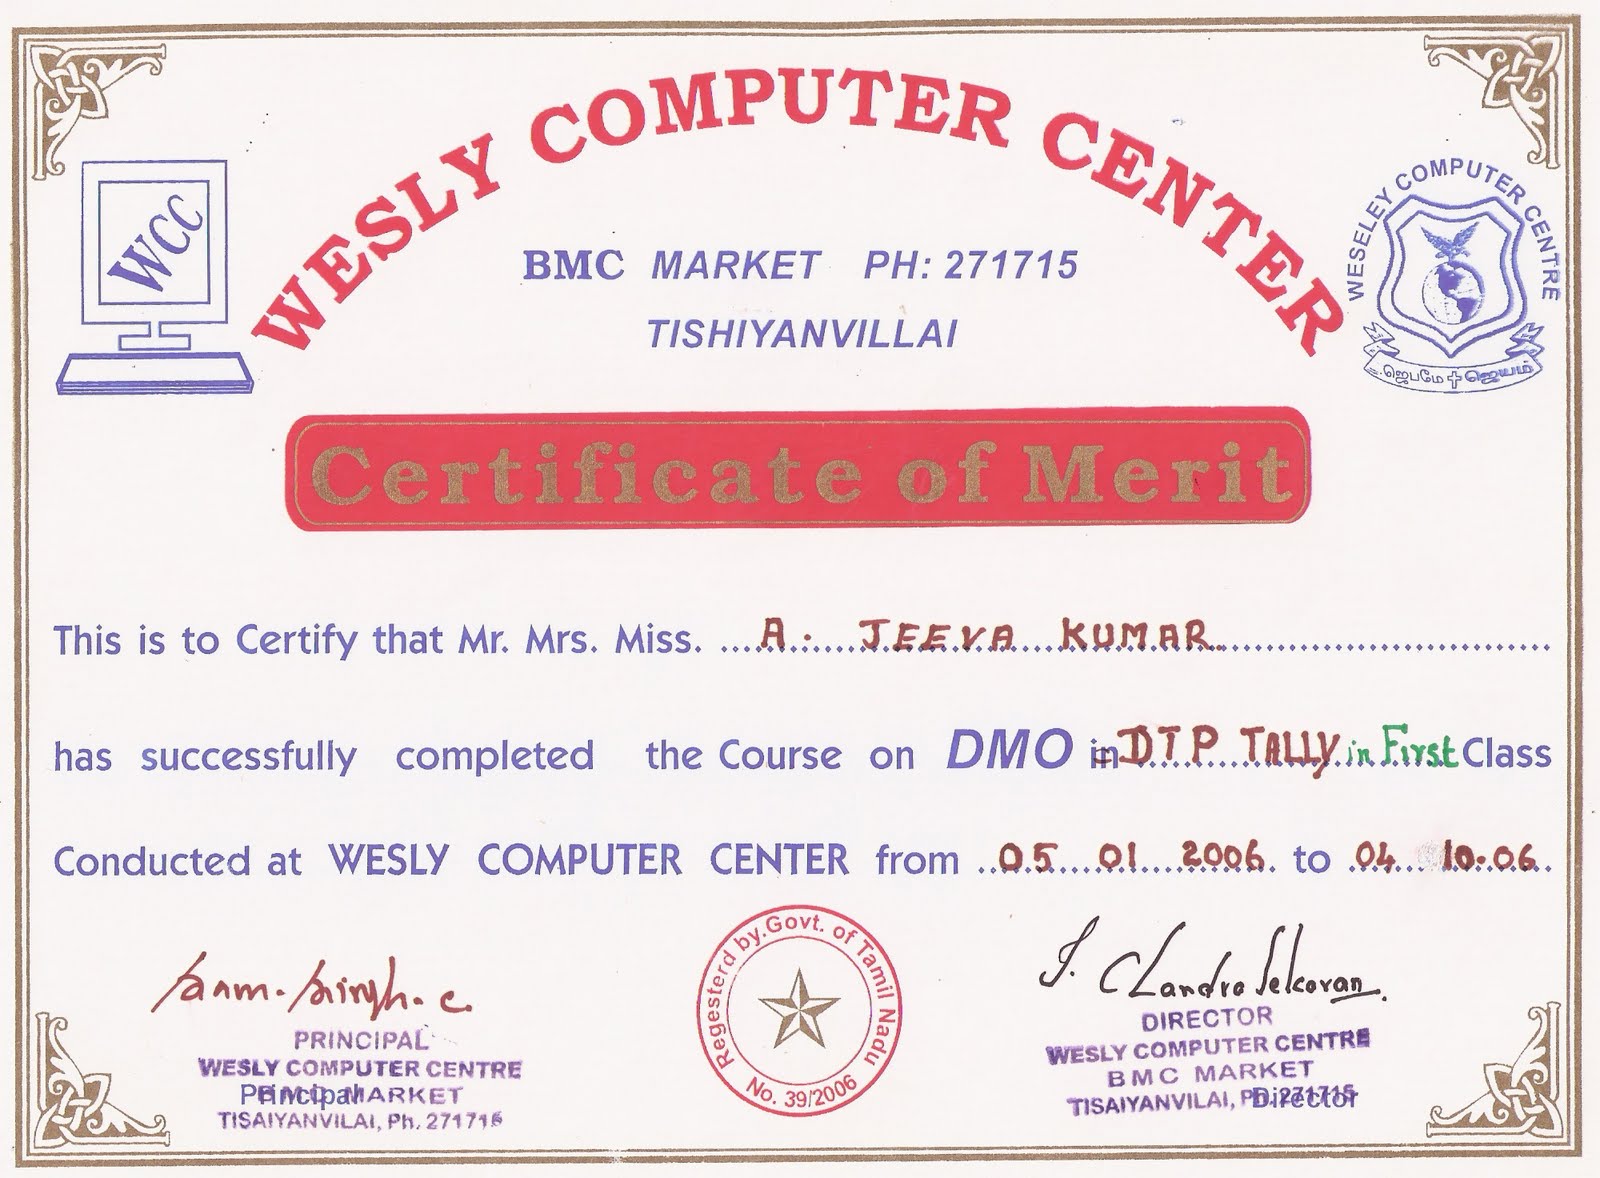 WESLY COMPUTER CENTER
WCC
BMC MARKET PH: 271715
TISHIYANVILLAI
WESELEY COMPUTER CENTRE
ஜெபமே ஜெயம்
Certificate of Merit
This is to Certify that Mr. Mrs. Miss. A. JEEVA KUMAR
has successfully completed the Course on DMO in DTP TALLY in First Class
Conducted at WESLY COMPUTER CENTER from 05 01 2006 to 04 10.06
Regesterd by.Govt. of Tamil Nadu
No. 39/2006
PRINCIPAL
WESLY COMPUTER CENTRE
BMC MARKET
Principal
TISAIYANVILAI, Ph. 271715
DIRECTOR
WESLY COMPUTER CENTRE
BMC MARKET
TISAIYANVILAI, Ph. 271715
Director